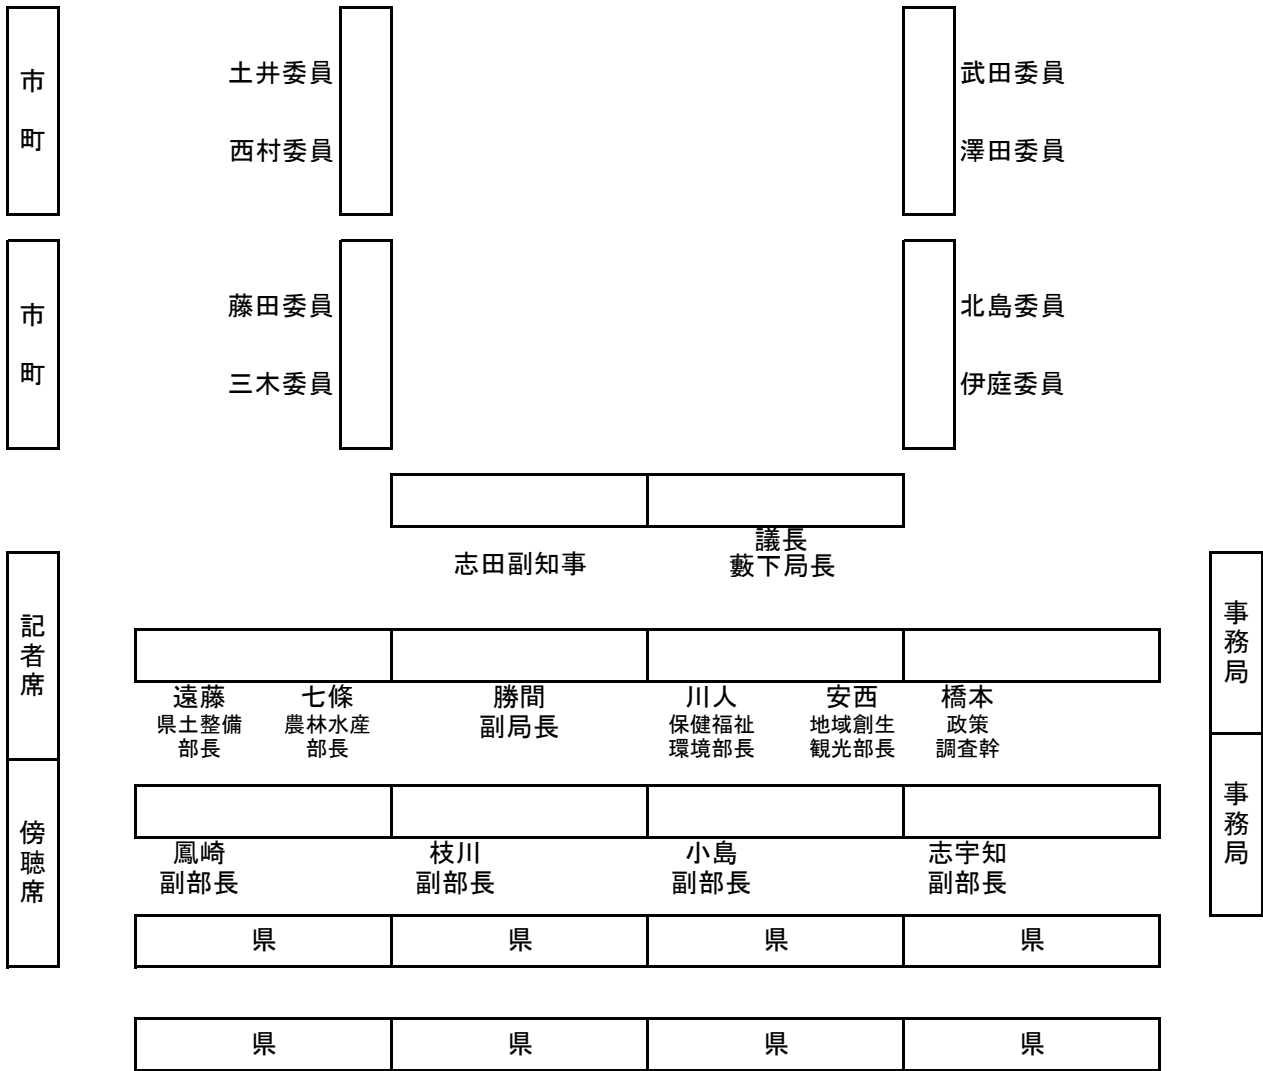 市
町
土井委員
西村委員
武田委員
澤田委員
市
町
藤田委員
三木委員
北島委員
伊庭委員
志田副知事
議長
藪下局長
記
者
席
事
務
局
遠藤
県土整備
部長
七條
農林水産
部長
勝間
副局長
川人
保健福祉
環境部長
安西
地域創生
観光部長
橋本
政策
調査幹
傍
聴
席
事
務
局
鳳崎
副部長
枝川
副部長
小島
副部長
志宇知
副部長
県
県
県
県
県
県
県
県